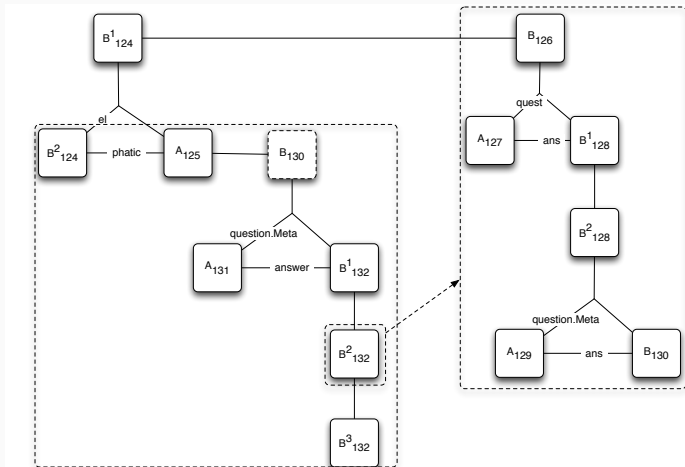 B¹₁₂₄
B₁₂₆
el
quest
B²₁₂₄
phatic
A₁₂₅
B₁₃₀
A₁₂₇
ans
B¹₁₂₈
question.Meta
A₁₃₁
answer
B¹₁₃₂
B²₁₂₈
question.Meta
B²₁₃₂
A₁₂₉
ans
B₁₃₀
B³₁₃₂